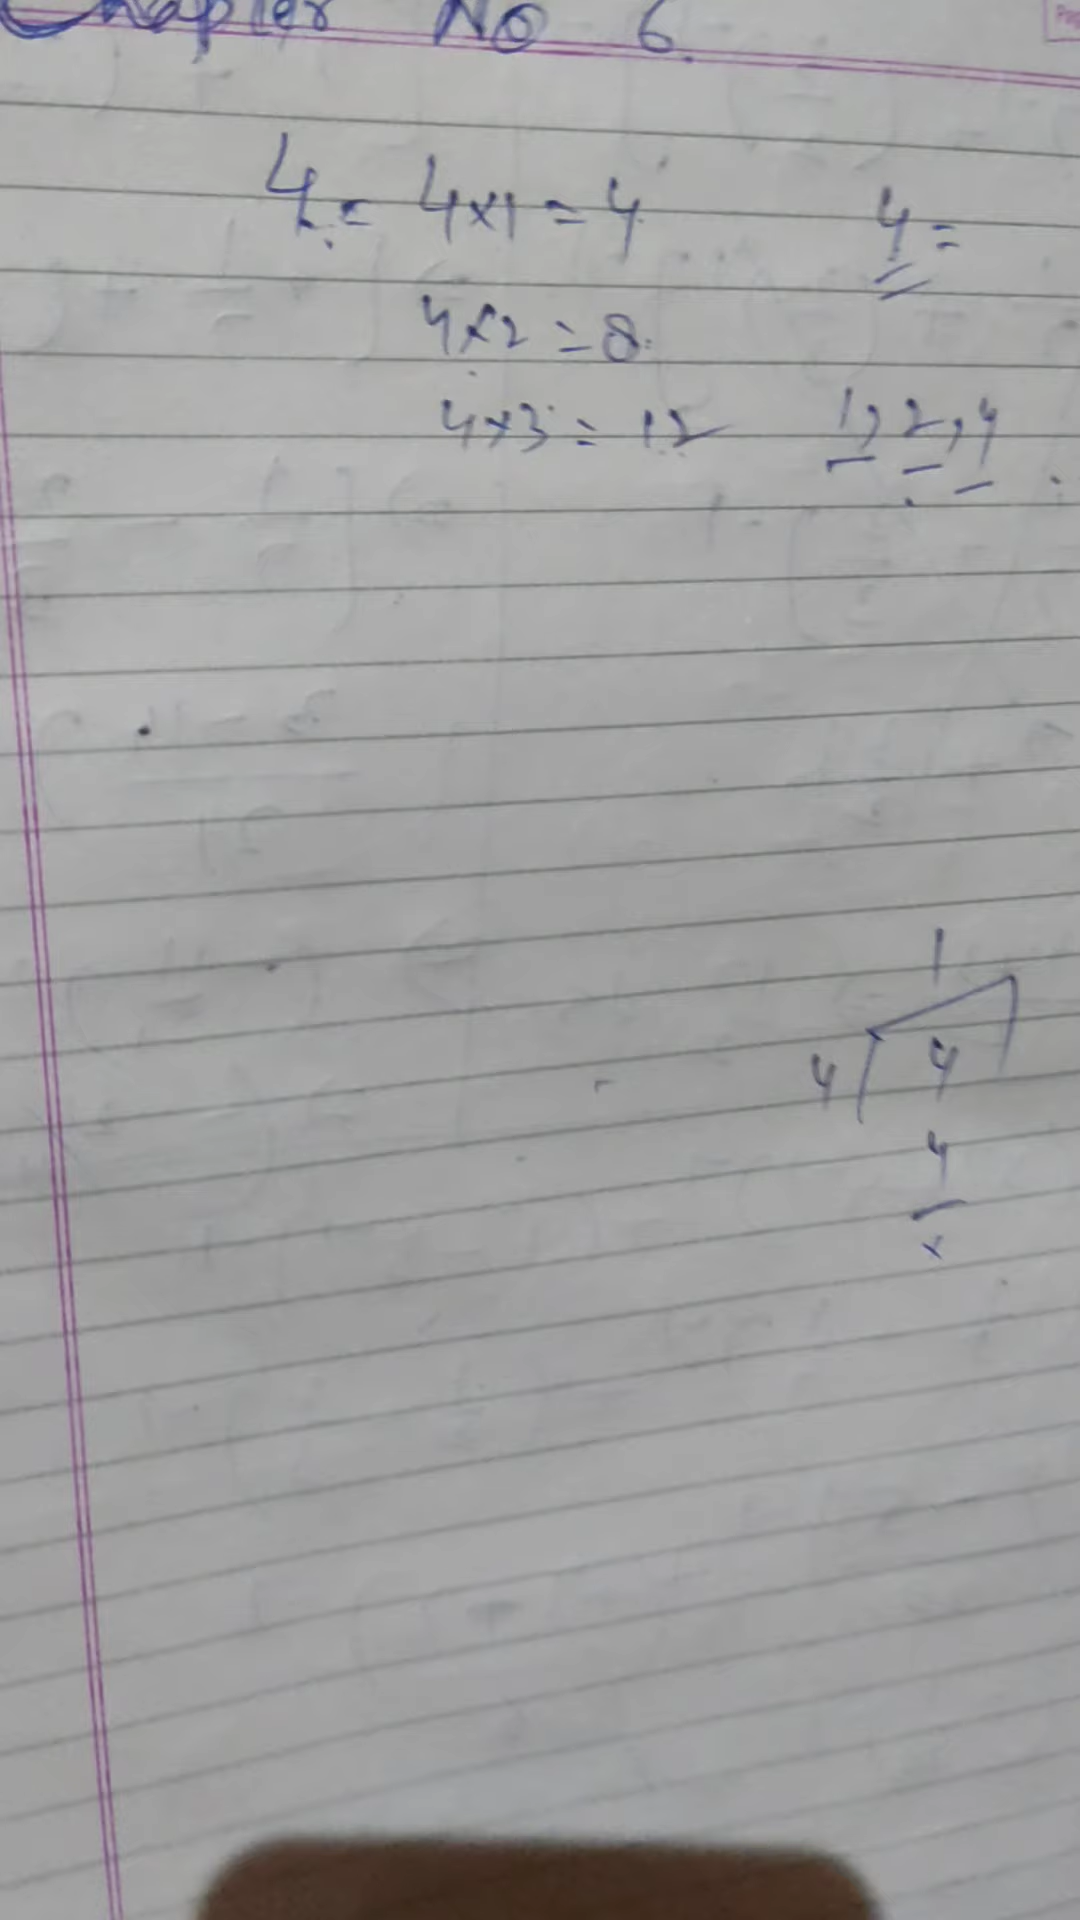 Chapter No 6.
4 = 4×1 = 4
4 =
4×2 = 8
4×3 = 12
1, 2, 4
1
4 4
4
×